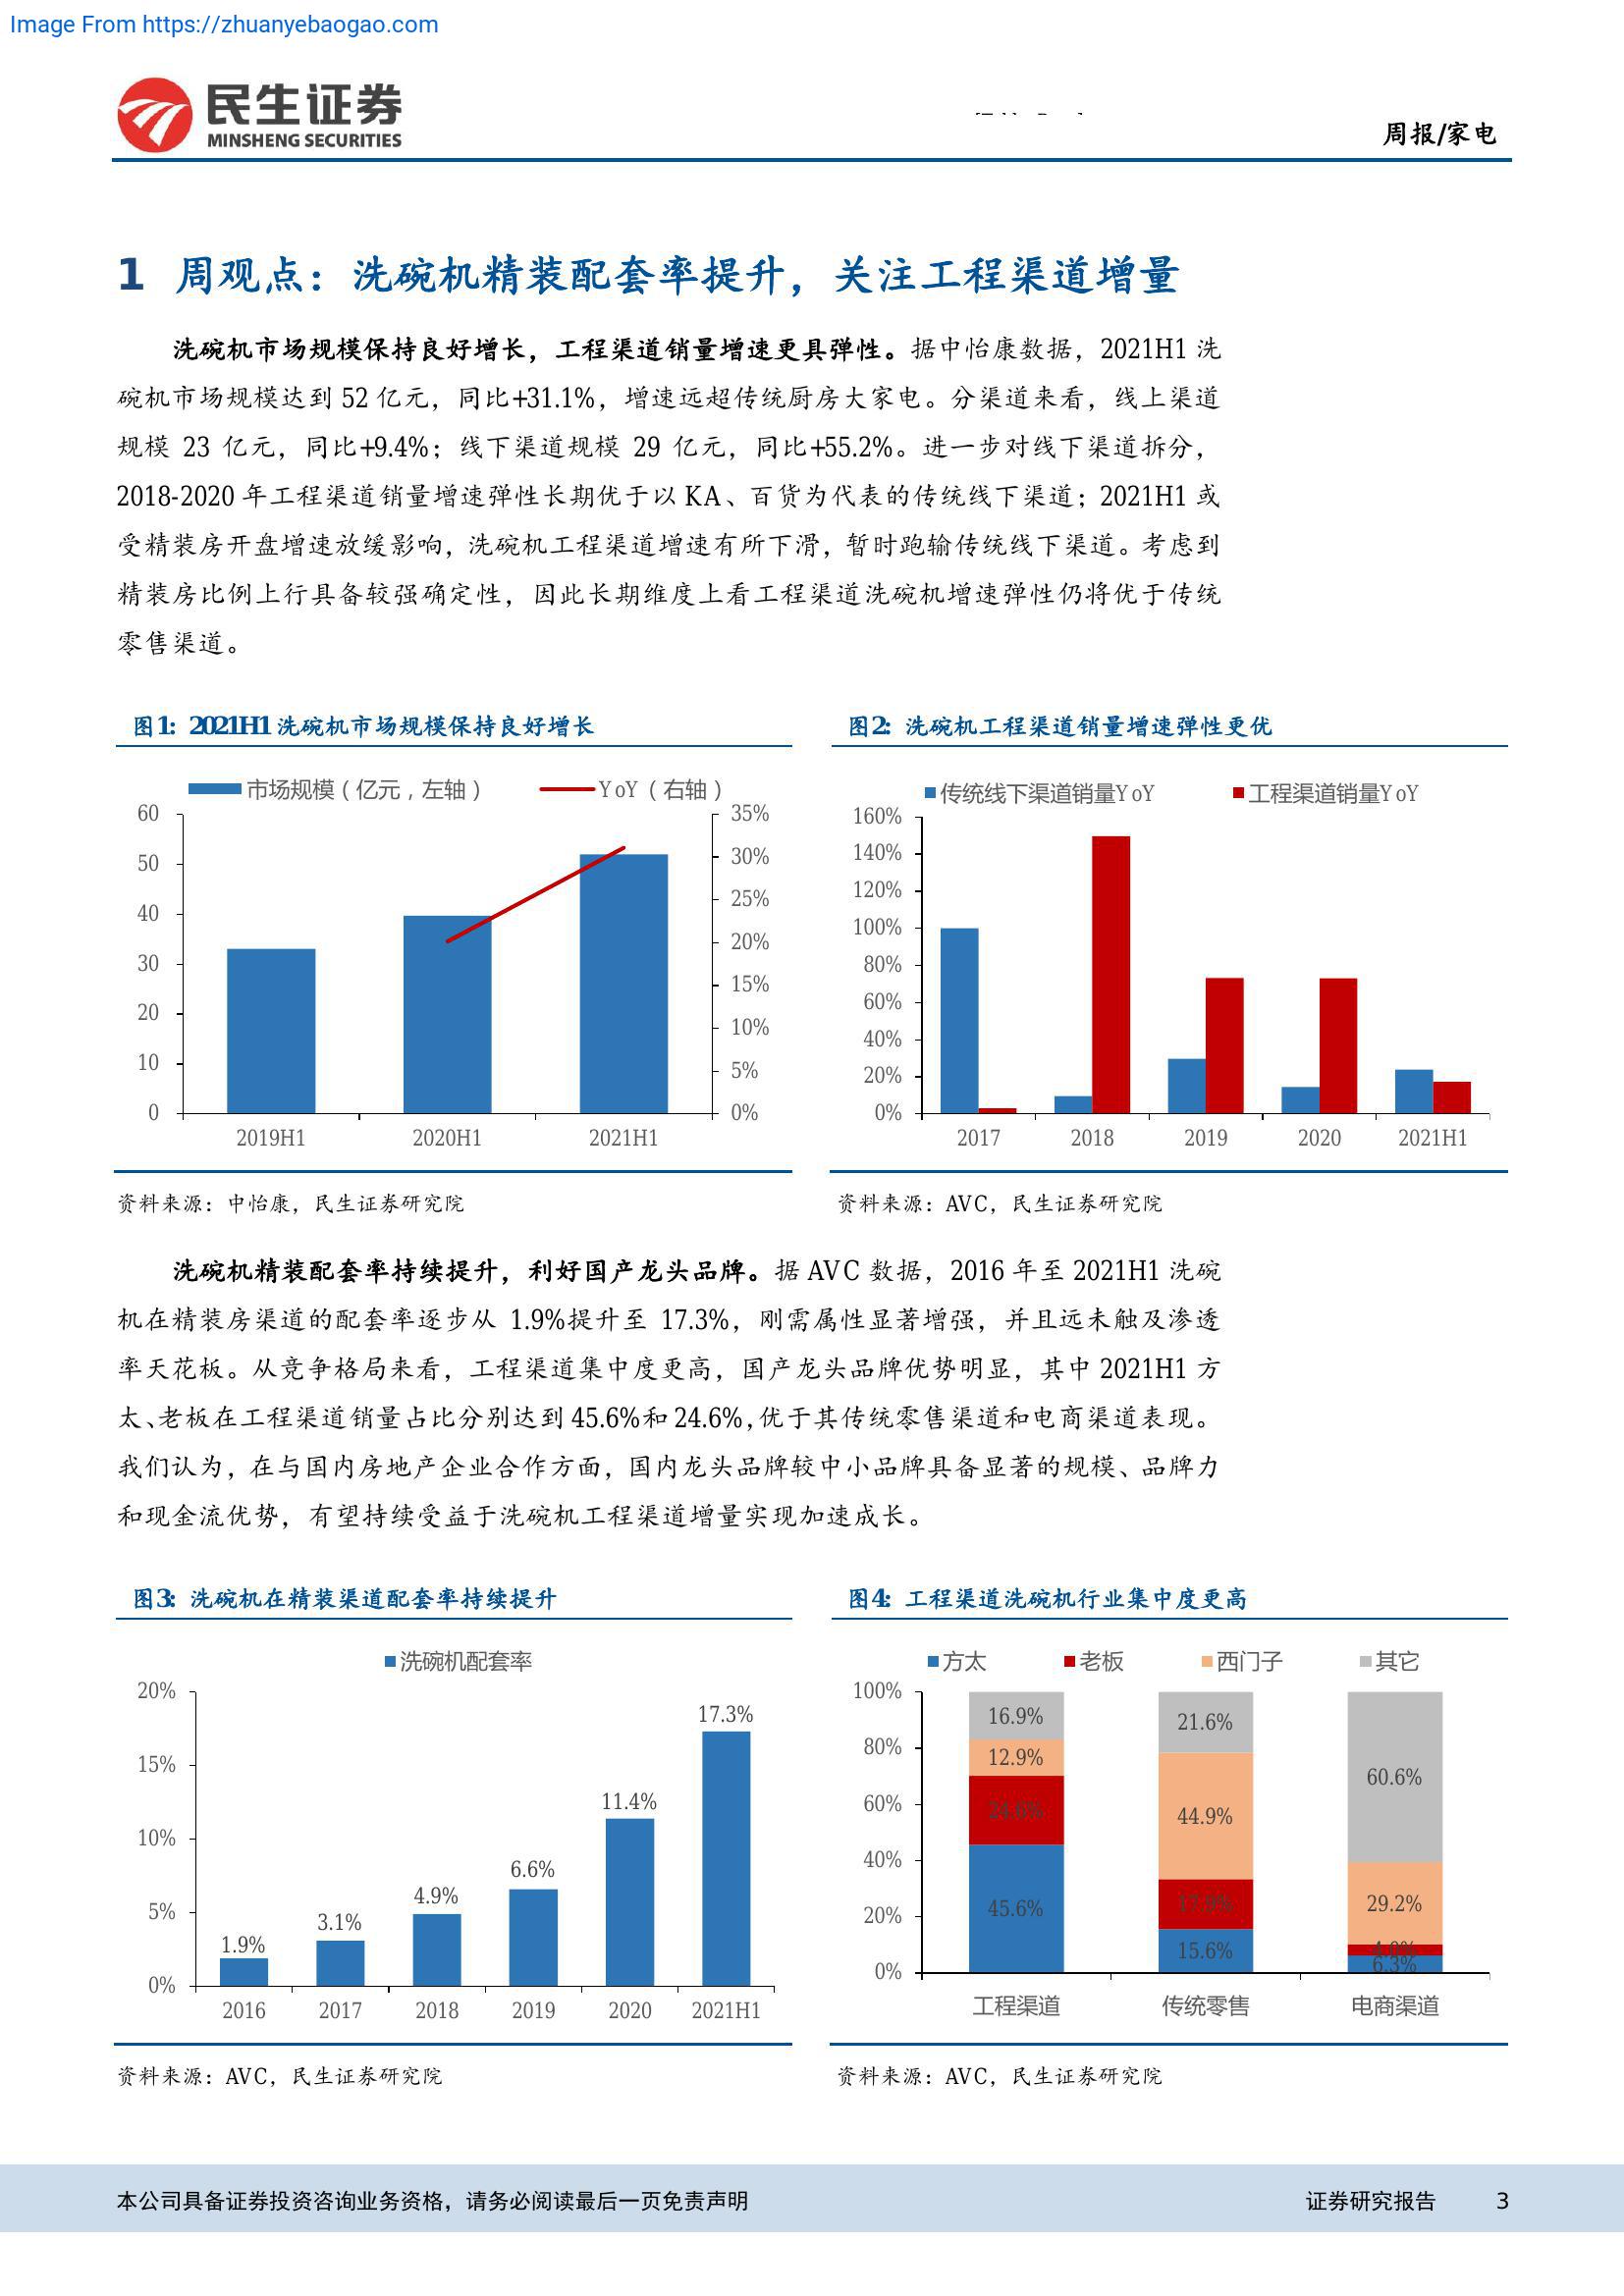 Image From https://zhuanyebaogao.com
民生证券
MINSHENG SECURITIES
周报/家电
1 周观点：洗碗机精装配套率提升，关注工程渠道增量
洗碗机市场规模保持良好增长，工程渠道销量增速更具弹性。据中怡康数据，2021H1 洗
碗机市场规模达到 52 亿元，同比+31.1%，增速远超传统厨房大家电。分渠道来看，线上渠道
规模 23 亿元，同比+9.4%；线下渠道规模 29 亿元，同比+55.2%。进一步对线下渠道拆分，
2018-2020 年工程渠道销量增速弹性长期优于以 KA、百货为代表的传统线下渠道；2021H1 或
受精装房开盘增速放缓影响，洗碗机工程渠道增速有所下滑，暂时跑输传统线下渠道。考虑到
精装房比例上行具备较强确定性，因此长期维度上看工程渠道洗碗机增速弹性仍将优于传统
零售渠道。
图1: 2021H1 洗碗机市场规模保持良好增长
市场规模（亿元，左轴） YoY（右轴）
60
50
40
30
20
10
0
35%
30%
25%
20%
15%
10%
5%
0%
2019H1 2020H1 2021H1
资料来源：中怡康，民生证券研究院
图2: 洗碗机工程渠道销量增速弹性更优
传统线下渠道销量YoY 工程渠道销量YoY
160%
140%
120%
100%
80%
60%
40%
20%
0%
2017 2018 2019 2020 2021H1
资料来源：AVC，民生证券研究院
洗碗机精装配套率持续提升，利好国产龙头品牌。据 AVC 数据，2016 年至 2021H1 洗碗
机在精装房渠道的配套率逐步从 1.9%提升至 17.3%，刚需属性显著增强，并且远未触及渗透
率天花板。从竞争格局来看，工程渠道集中度更高，国产龙头品牌优势明显，其中 2021H1 方
太、老板在工程渠道销量占比分别达到 45.6%和 24.6%，优于其传统零售渠道和电商渠道表现。
我们认为，在与国内房地产企业合作方面，国内龙头品牌较中小品牌具备显著的规模、品牌力
和现金流优势，有望持续受益于洗碗机工程渠道增量实现加速成长。
图3: 洗碗机在精装渠道配套率持续提升
洗碗机配套率
20%
15%
10%
5%
0%
1.9%
3.1%
4.9%
6.6%
11.4%
17.3%
2016 2017 2018 2019 2020 2021H1
资料来源：AVC，民生证券研究院
图4: 工程渠道洗碗机行业集中度更高
方太 老板 西门子 其它
100%
80%
60%
40%
20%
0%
16.9%
12.9%
24.6%
45.6%
21.6%
44.9%
17.9%
15.6%
60.6%
29.2%
6.3%
工程渠道 传统零售 电商渠道
资料来源：AVC，民生证券研究院
本公司具备证券投资咨询业务资格，请务必阅读最后一页免责声明
证券研究报告 3